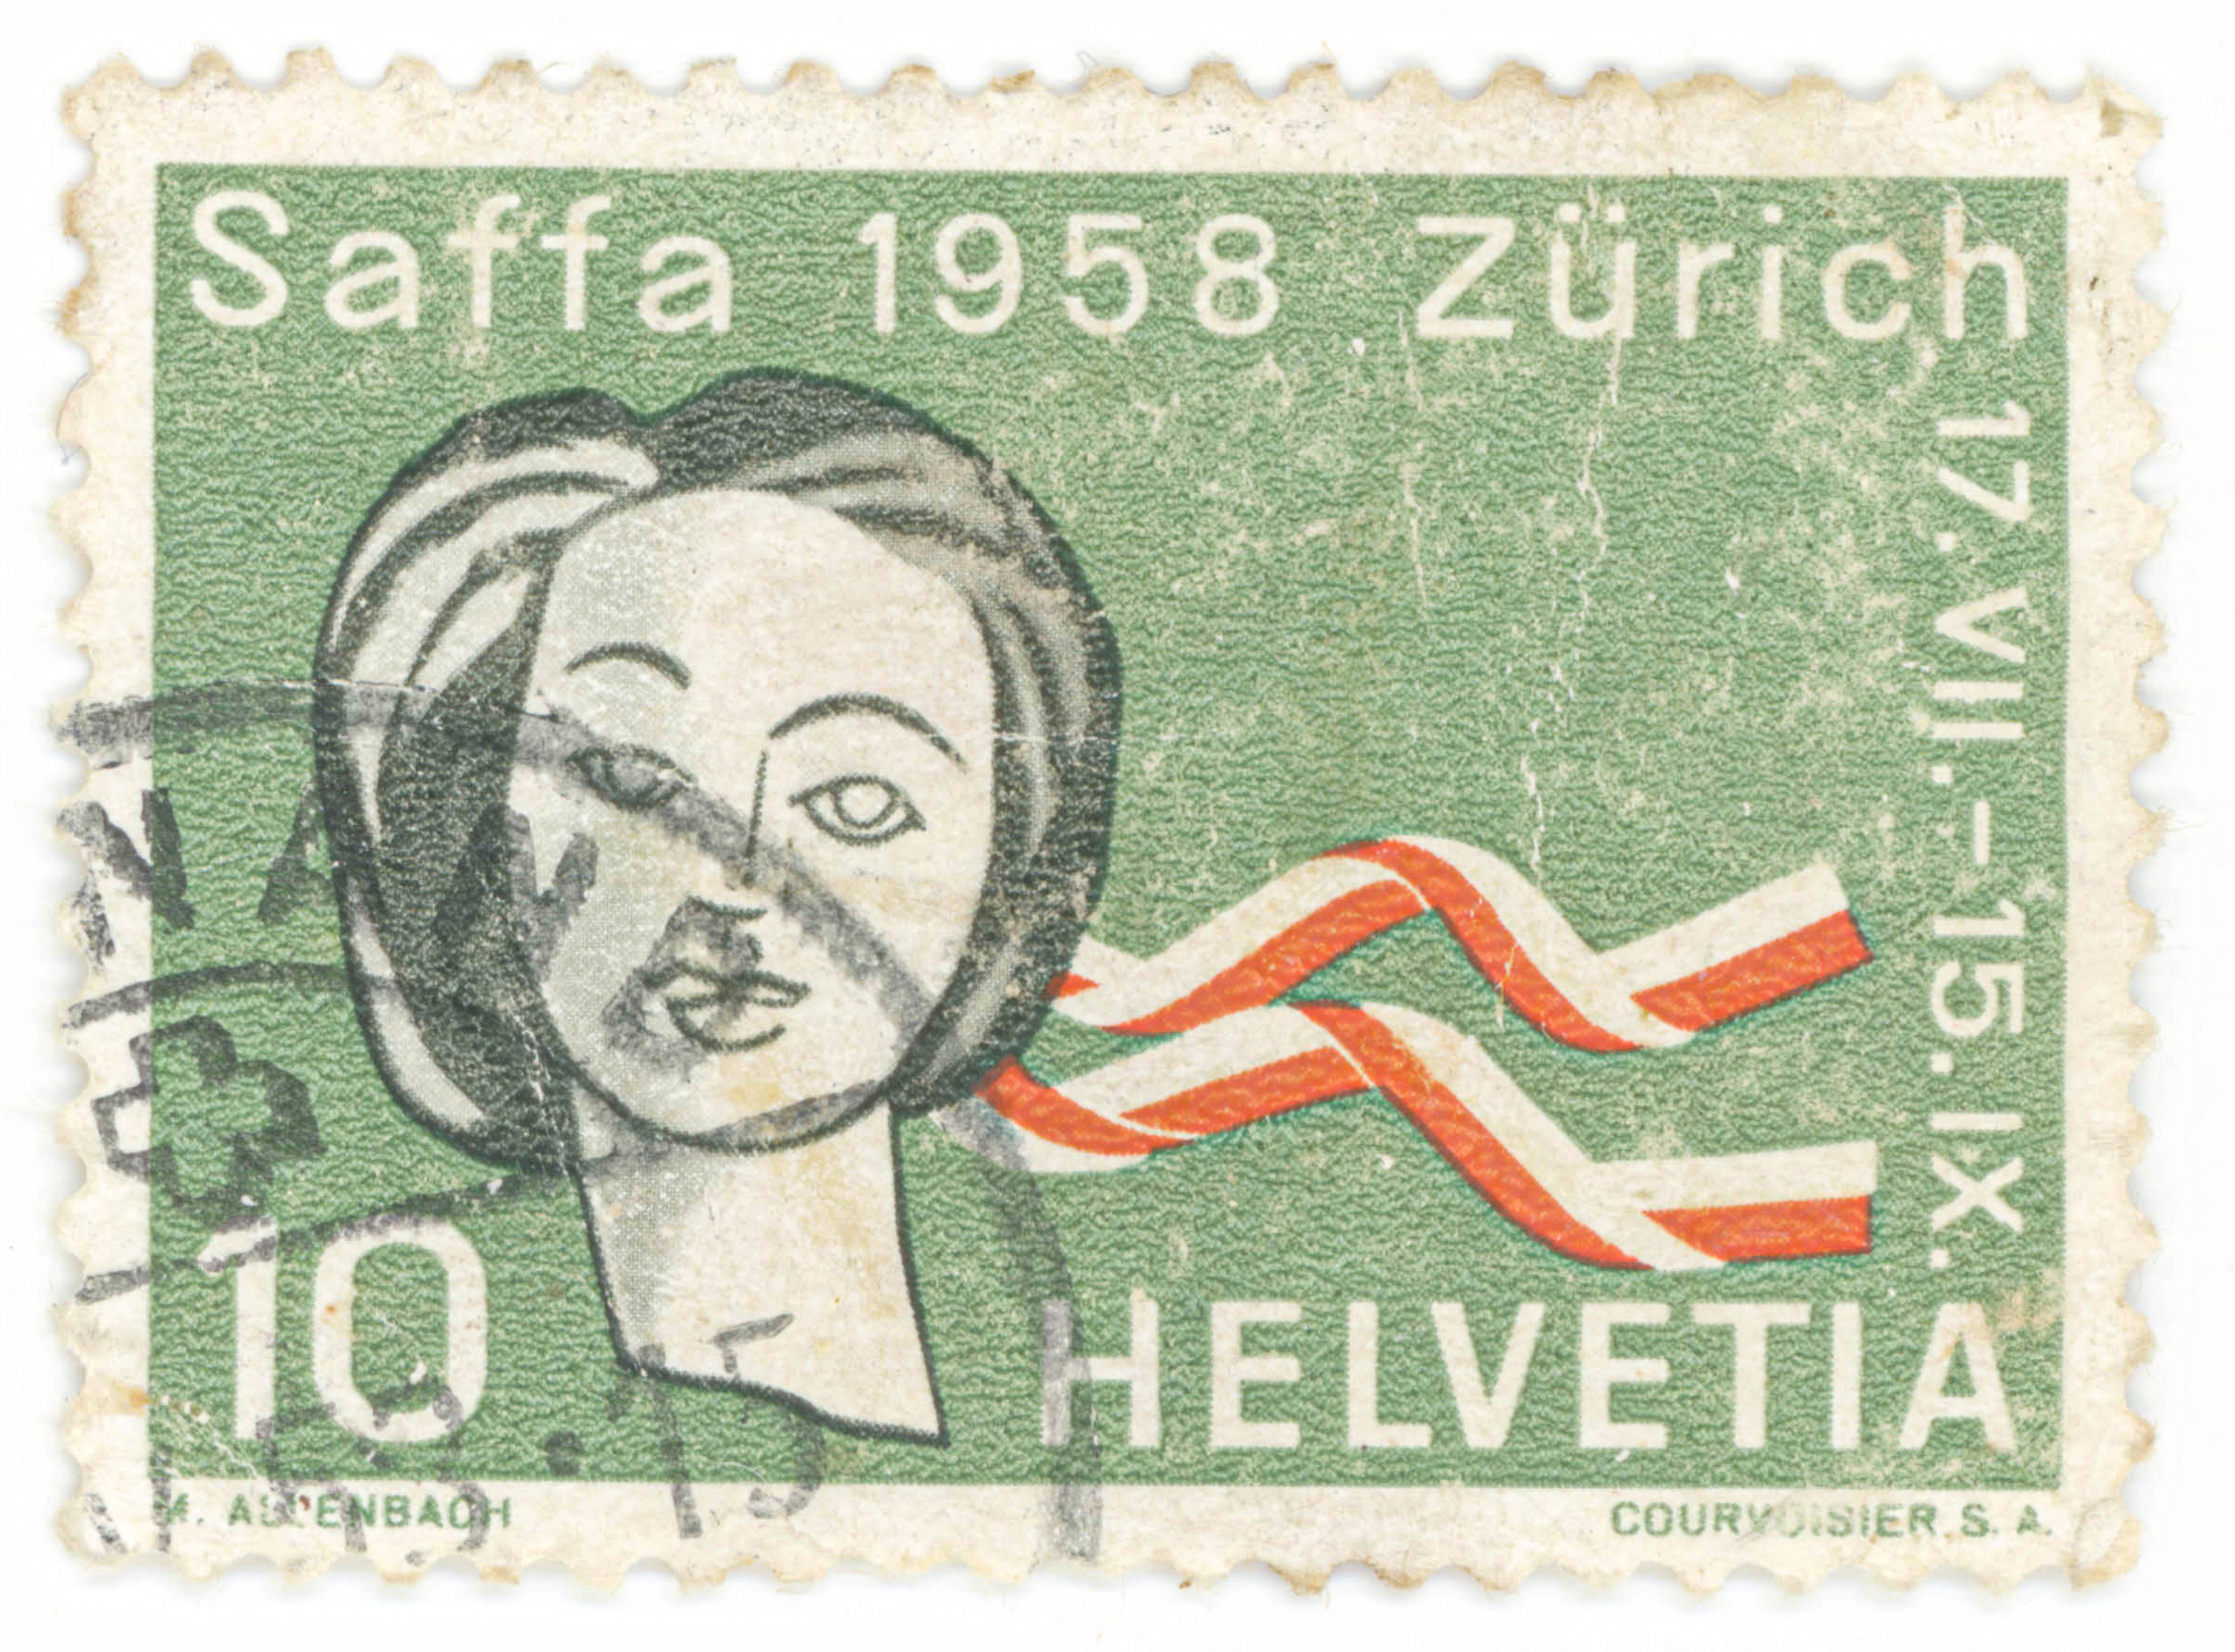 Saffa 1958 Zürich
17. VII. - 15. IX.
10
HELVETIA
COURVOISIER S. A.